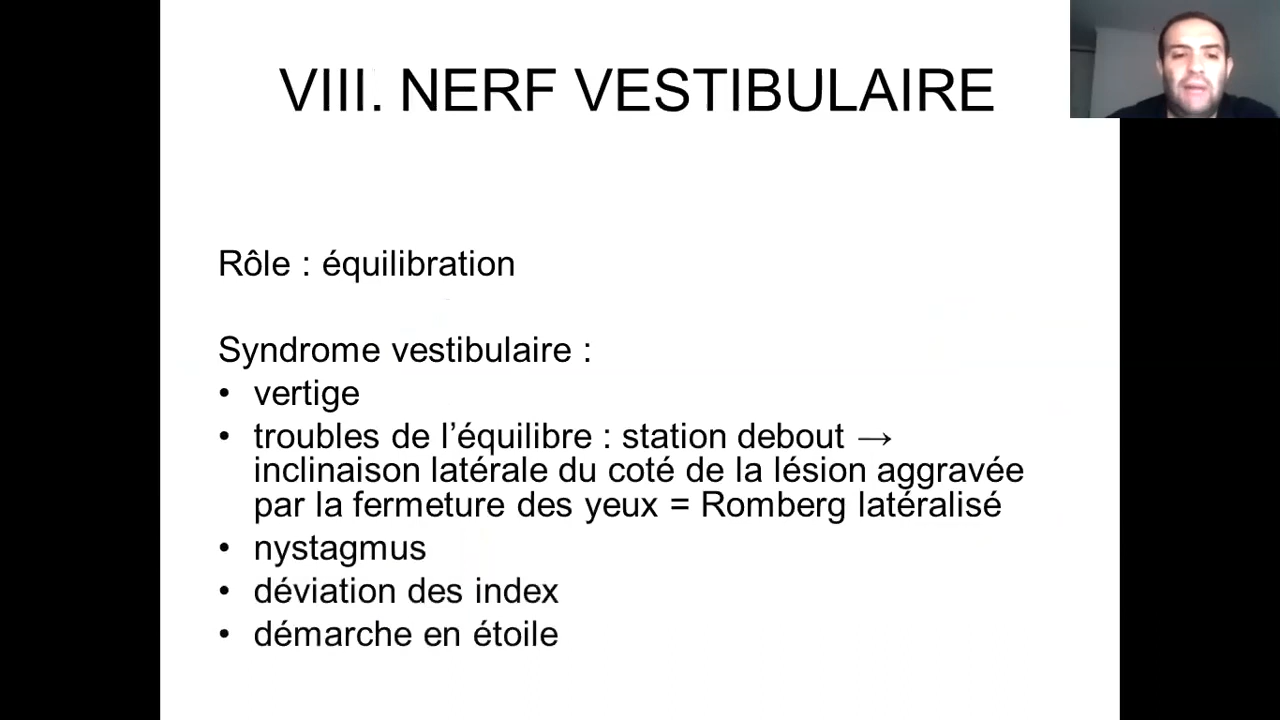 VIII. NERF VESTIBULAIRE
Rôle : équilibration
Syndrome vestibulaire :
• vertige
• troubles de l’équilibre : station debout →
inclinaison latérale du coté de la lésion aggravée
par la fermeture des yeux = Romberg latéralisé
• nystagmus
• déviation des index
• démarche en étoile